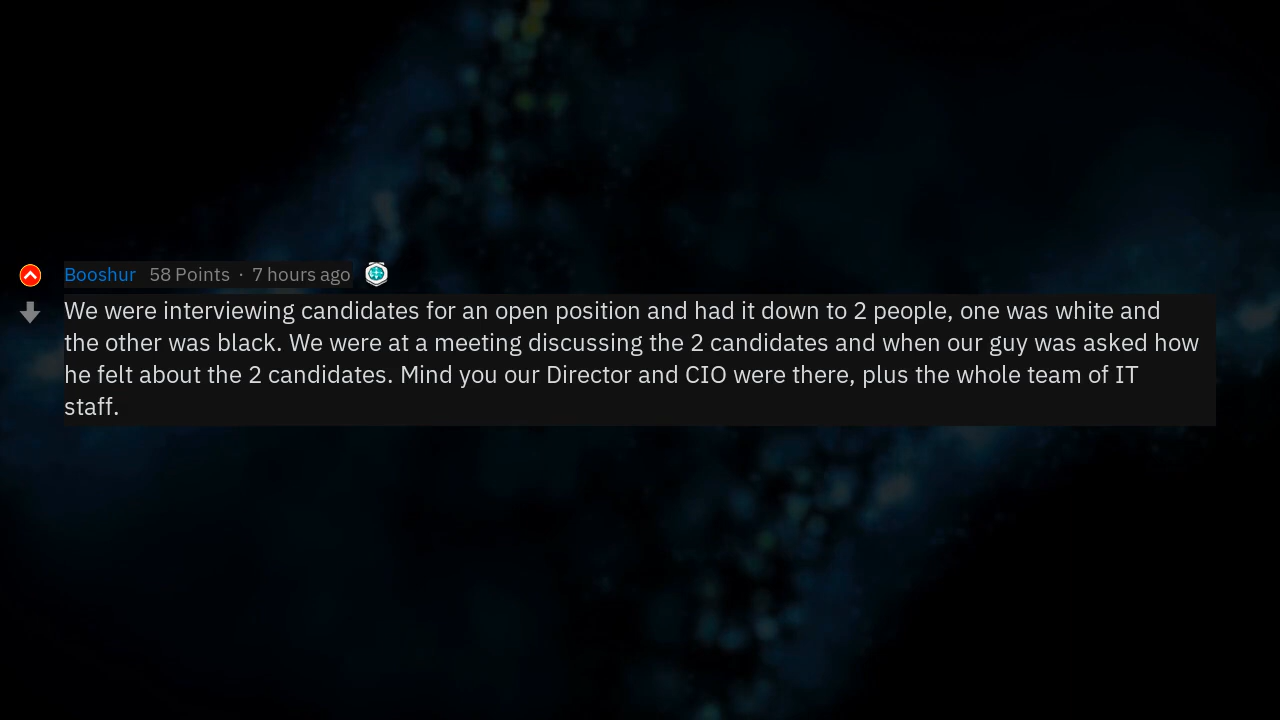 Booshur 58 Points · 7 hours ago
We were interviewing candidates for an open position and had it down to 2 people, one was white and
the other was black. We were at a meeting discussing the 2 candidates and when our guy was asked how
he felt about the 2 candidates. Mind you our Director and CIO were there, plus the whole team of IT
staff.